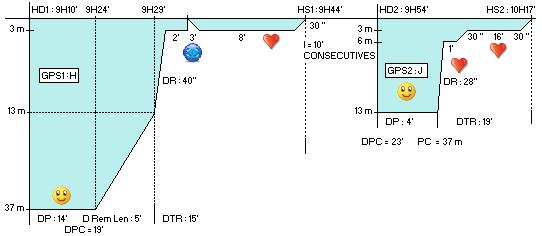 HD1 : 9H10' 9H24' 9H29' HS1: 9H44' HD2 : 9H54' HS2 : 10H17'
3 m 30 '' 3 m 30 ''
2' 3' 8' 6 m 30'' 16' 30 ''
I = 10' 1'
CONSECUTIVES
GPS1:H DR : 40'' GPS2 : J DR : 28''
13 m 13 m
DP : 4' DTR : 19'
DPC = 23' PC = 37 m
37 m
DP : 14' D Rem Len : 5' DTR : 15'
DPC = 19'